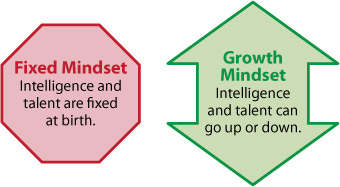 Fixed Mindset
Intelligence and
talent are fixed
at birth.
Growth
Mindset
Intelligence
and talent can
go up or down.